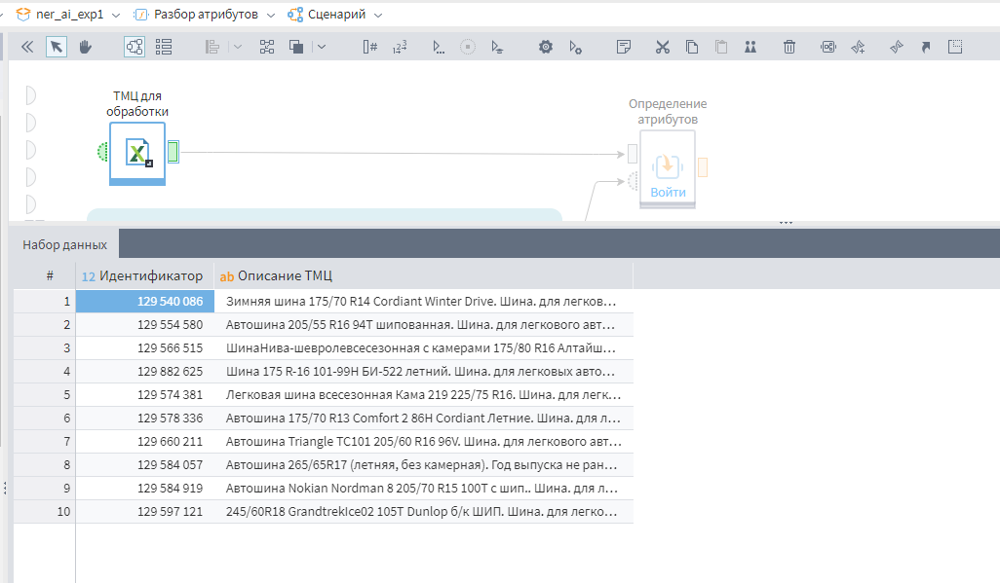 ner_ai_exp1 Разбор атрибутов Сценарий
ТМЦ для
обработки
Определение
атрибутов
Войти
Набор данных
# 12 Идентификатор ab Описание ТМЦ
1 129 540 086 Зимняя шина 175/70 R14 Cordiant Winter Drive. Шина. для легков…
2 129 554 580 Автошина 205/55 R16 94T шипованная. Шина. для легкового авт…
3 129 566 515 ШинаНива-шевролевсесезонная с камерами 175/80 R16 Алтайш…
4 129 882 625 Шина 175 R-16 101-99Н БИ-522 летний. Шина. для легковых авто…
5 129 574 381 Легковая шина всесезонная Кама 219 225/75 R16. Шина. для легк…
6 129 578 336 Автошина 175/70 R13 Comfort 2 86H Cordiant Летние. Шина. для л…
7 129 660 211 Автошина Triangle TC101 205/60 R16 96V. Шина. для легкового авт…
8 129 584 057 Автошина 265/65R17 (летняя, без камерная). Год выпуска не ран…
9 129 584 919 Автошина Nokian Nordman 8 205/70 R15 100T с шип.. Шина. для л…
10 129 597 121 245/60R18 GrandtrekIce02 105T Dunlop б/к ШИП. Шина. для легко…